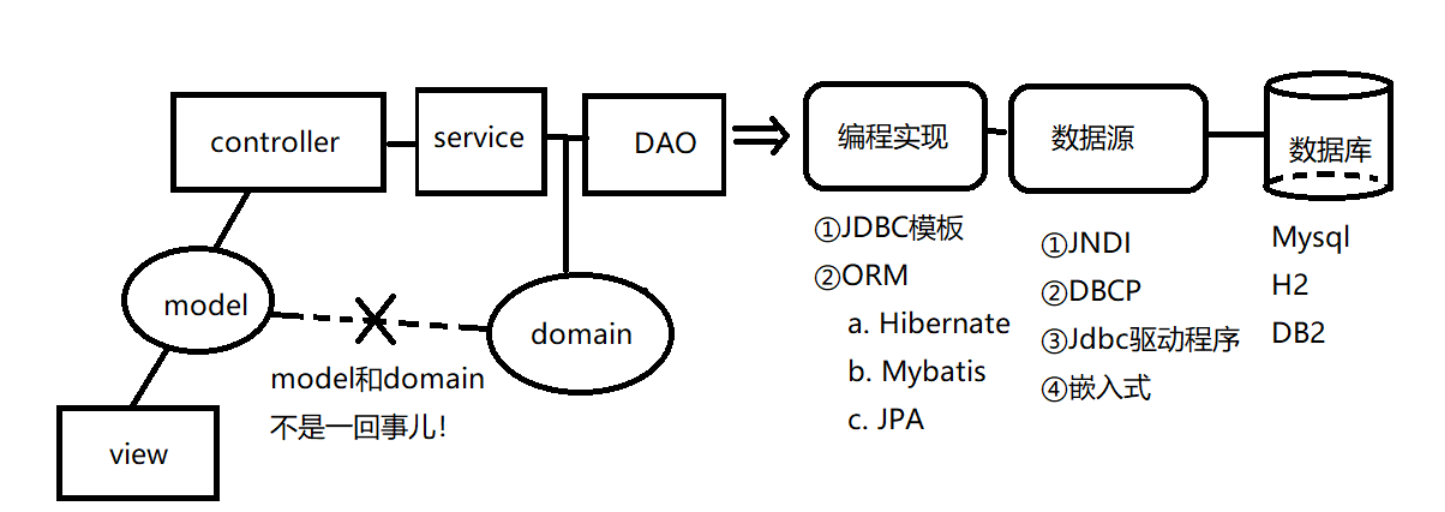 controller
service
DAO
编程实现
数据源
数据库
model
domain
view
model和domain
不是一回事儿！
①JDBC模板
②ORM
a. Hibernate
b. Mybatis
c. JPA
①JNDI
②DBCP
③Jdbc驱动程序
④嵌入式
Mysql
H2
DB2